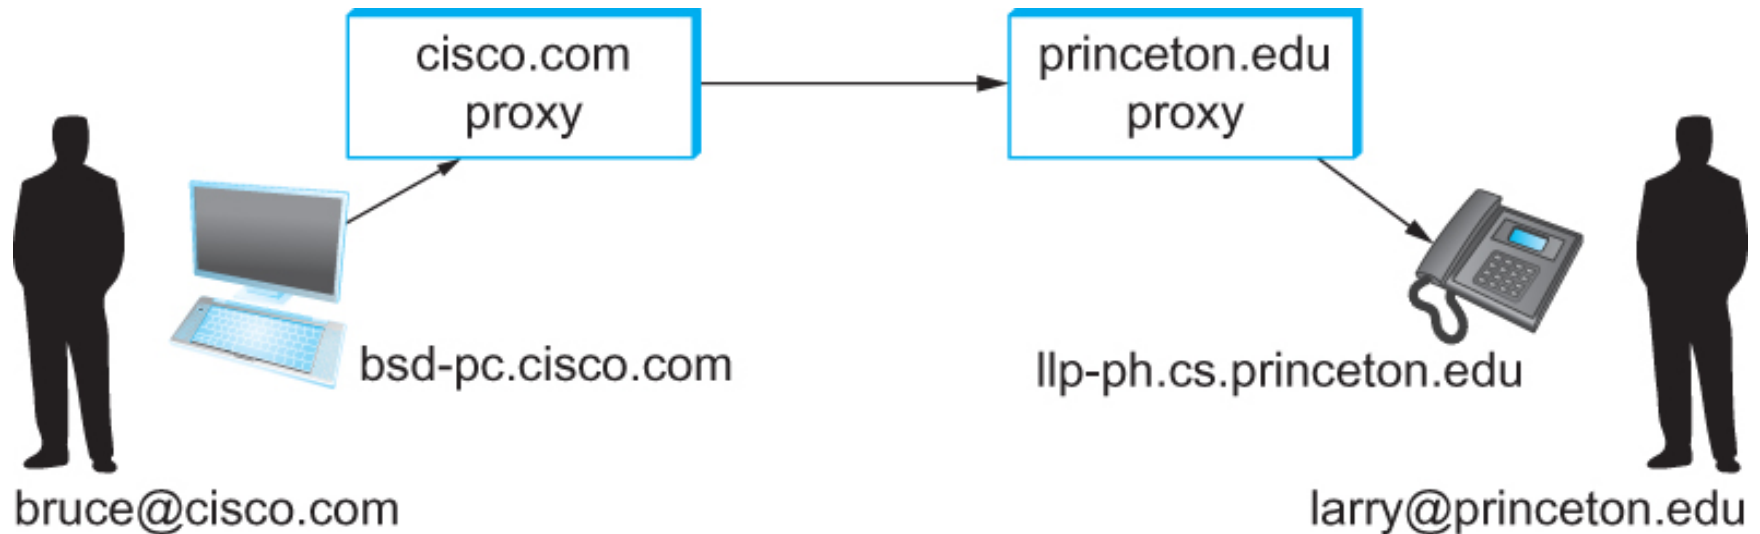 cisco.com
proxy
princeton.edu
proxy
bsd-pc.cisco.com
llp-ph.cs.princeton.edu
bruce@cisco.com
larry@princeton.edu